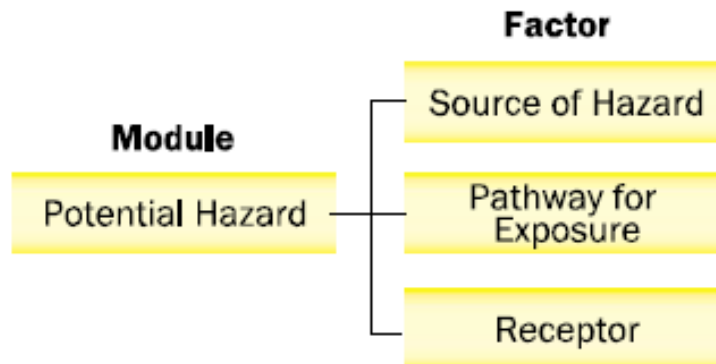 Factor
Source of Hazard
Module
Potential Hazard
Pathway for
Exposure
Receptor